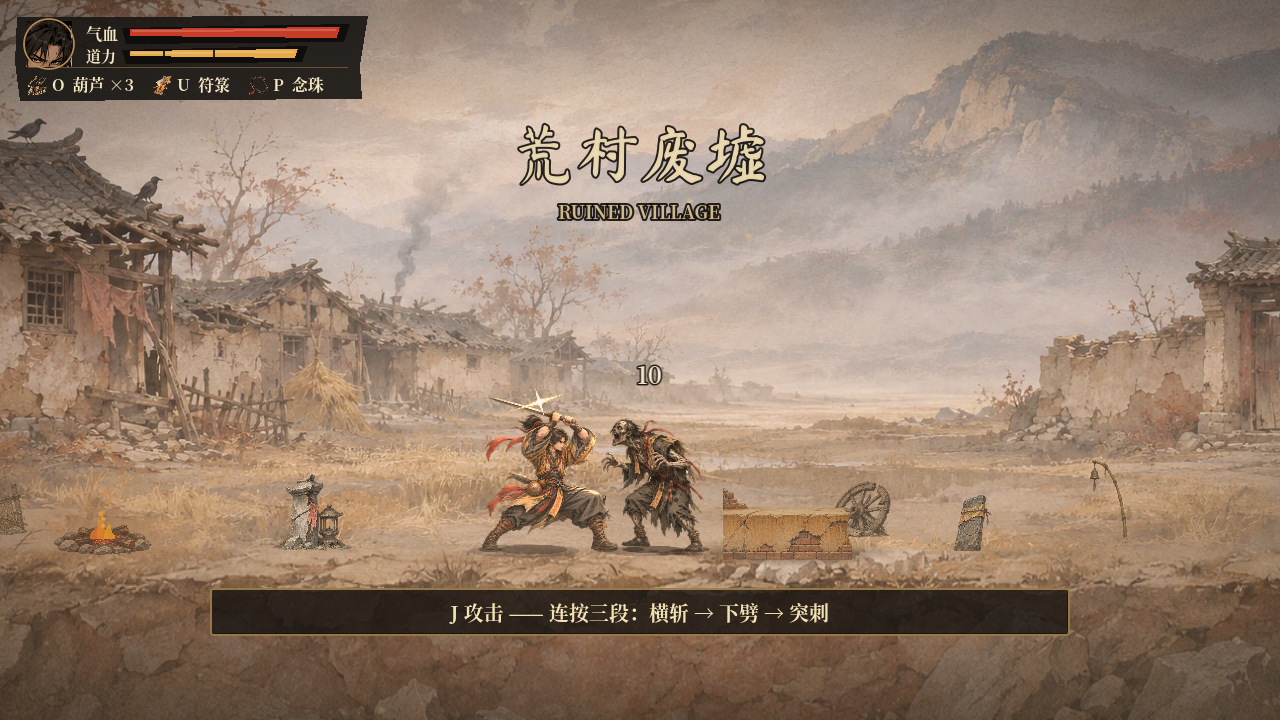 气血
道力
O 葫芦 ×3 U 符箓 P 念珠
荒村废墟
RUINED VILLAGE
10
J 攻击 —— 连按三段：横斩 → 下劈 → 突刺